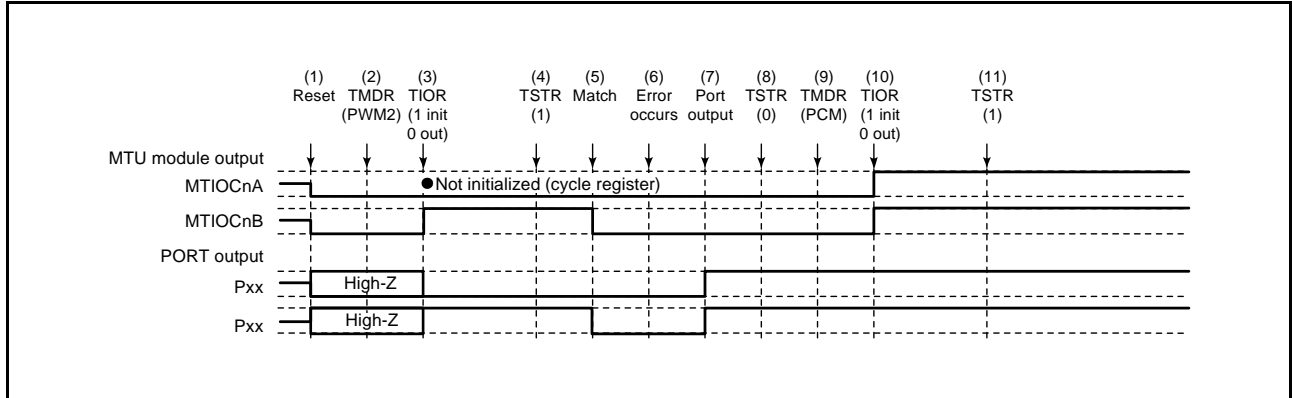 (1) (2) (3) (4) (5) (6) (7) (8) (9) (10) (11)
Reset TMDR TIOR TSTR Match Error Port TSTR TMDR TIOR TSTR
(PWM2) (1 init (1) occurs output (0) (PCM) (1 init (1)
0 out) 0 out)
MTU module output
MTIOCnA ●Not initialized (cycle register)
MTIOCnB
PORT output
Pxx High-Z
Pxx High-Z